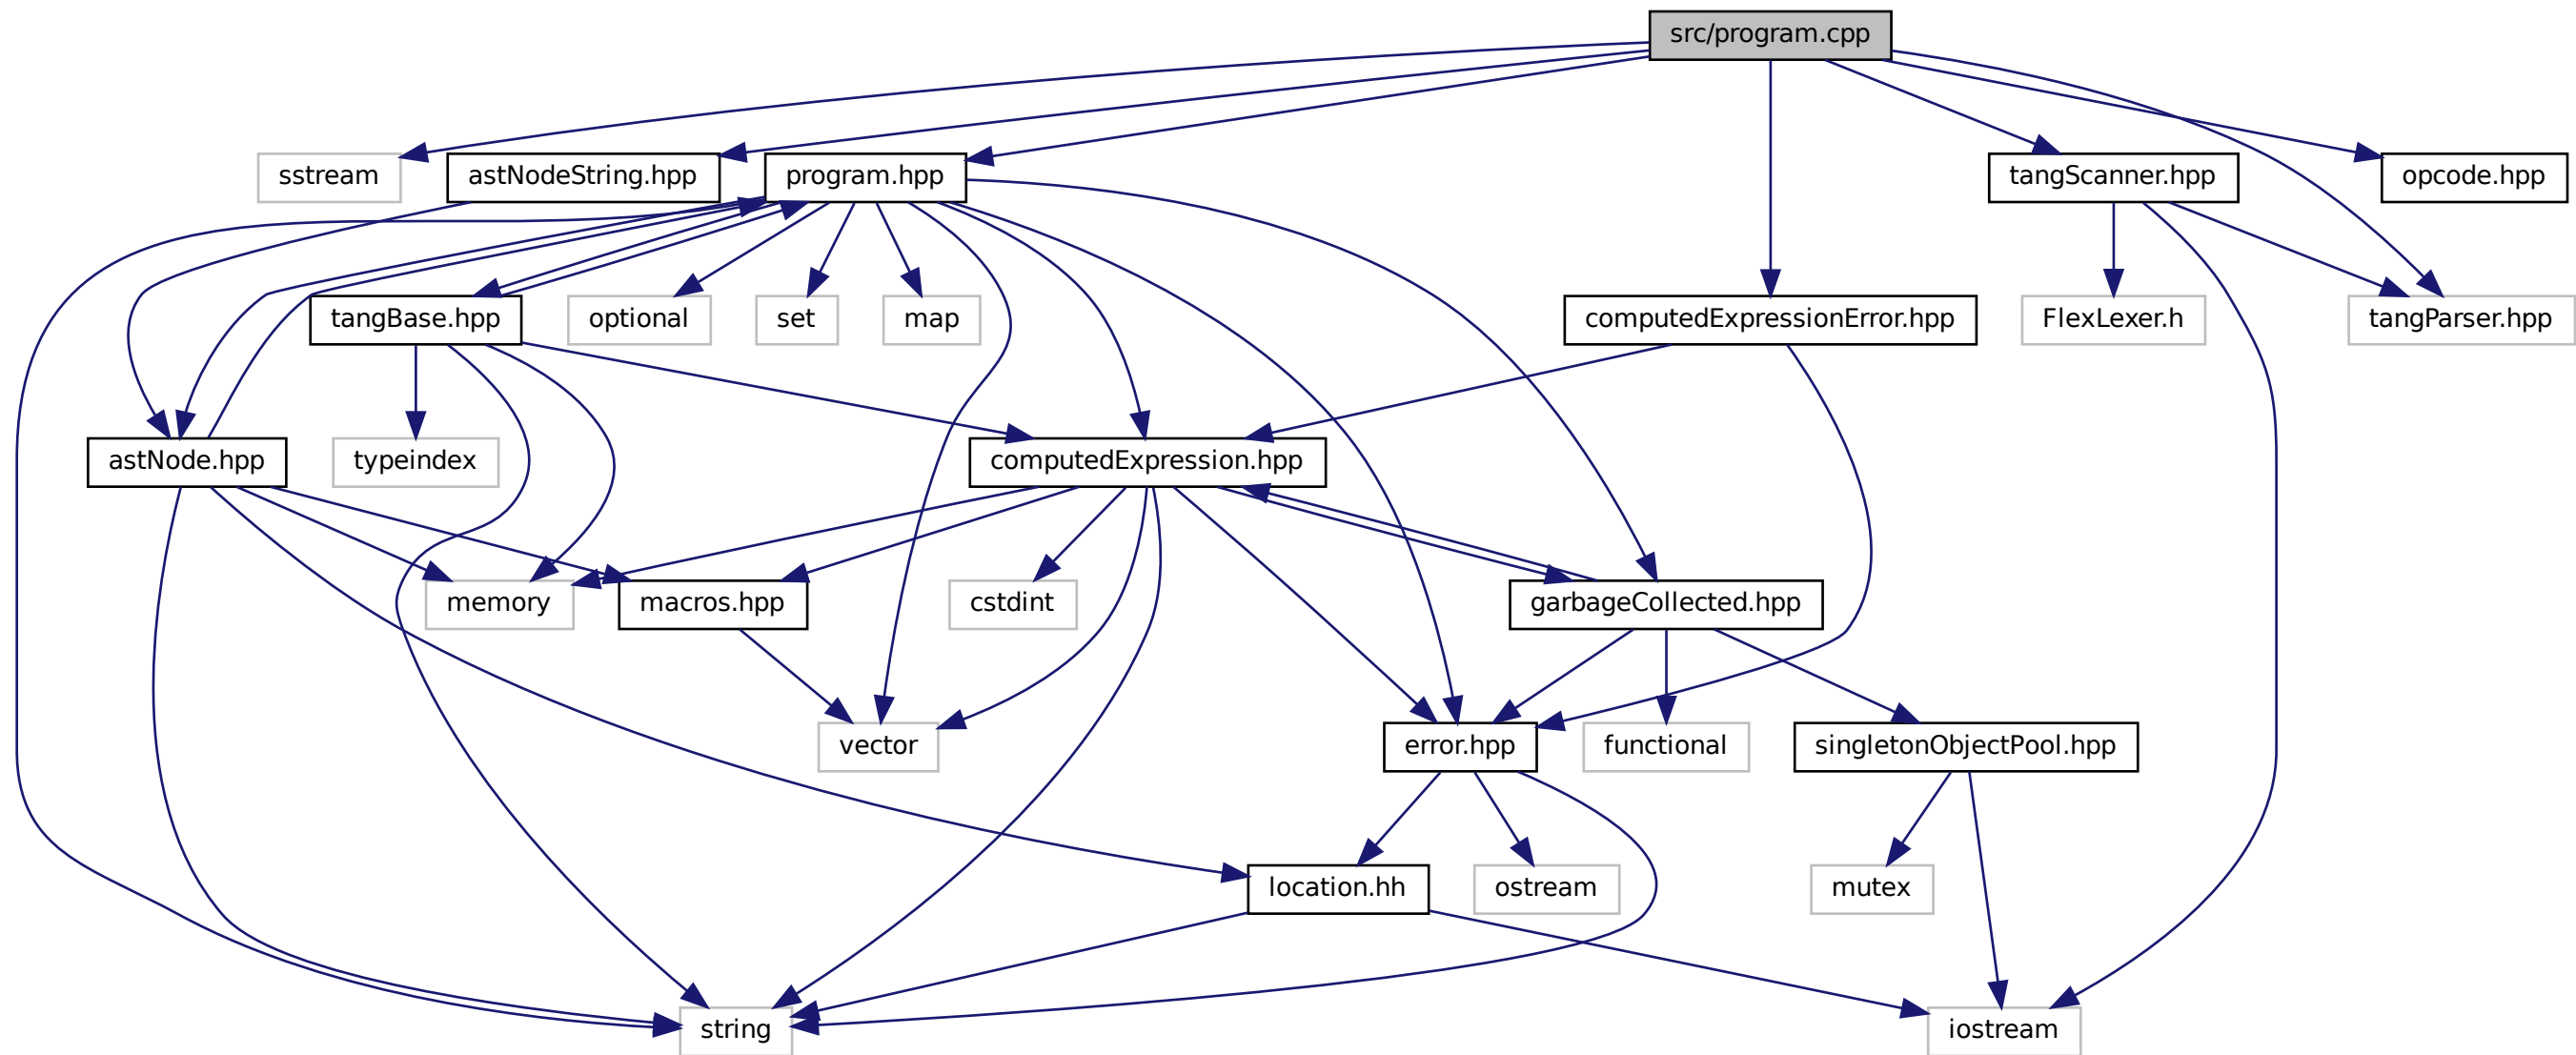 src/program.cpp
sstream
astNodeString.hpp
program.hpp
tangScanner.hpp
opcode.hpp
tangBase.hpp
optional
set
map
computedExpressionError.hpp
FlexLexer.h
tangParser.hpp
astNode.hpp
typeindex
computedExpression.hpp
memory
macros.hpp
cstdint
garbageCollected.hpp
vector
error.hpp
functional
singletonObjectPool.hpp
location.hh
ostream
mutex
string
iostream